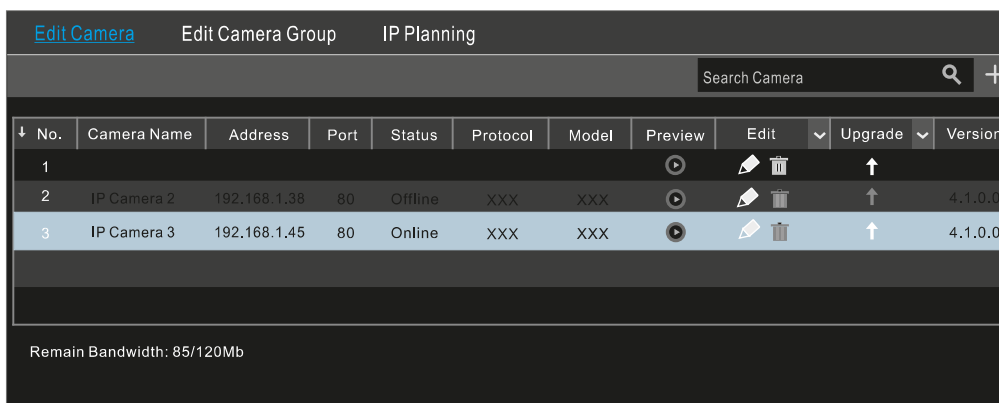 Edit Camera Edit Camera Group IP Planning
Search Camera
No. Camera Name Address Port Status Protocol Model Preview Edit Upgrade Version
1
2 IP Camera 2 192.168.1.38 80 Offline XXX XXX 4.1.0.0
3 IP Camera 3 192.168.1.45 80 Online XXX XXX 4.1.0.0
Remain Bandwidth: 85/120Mb